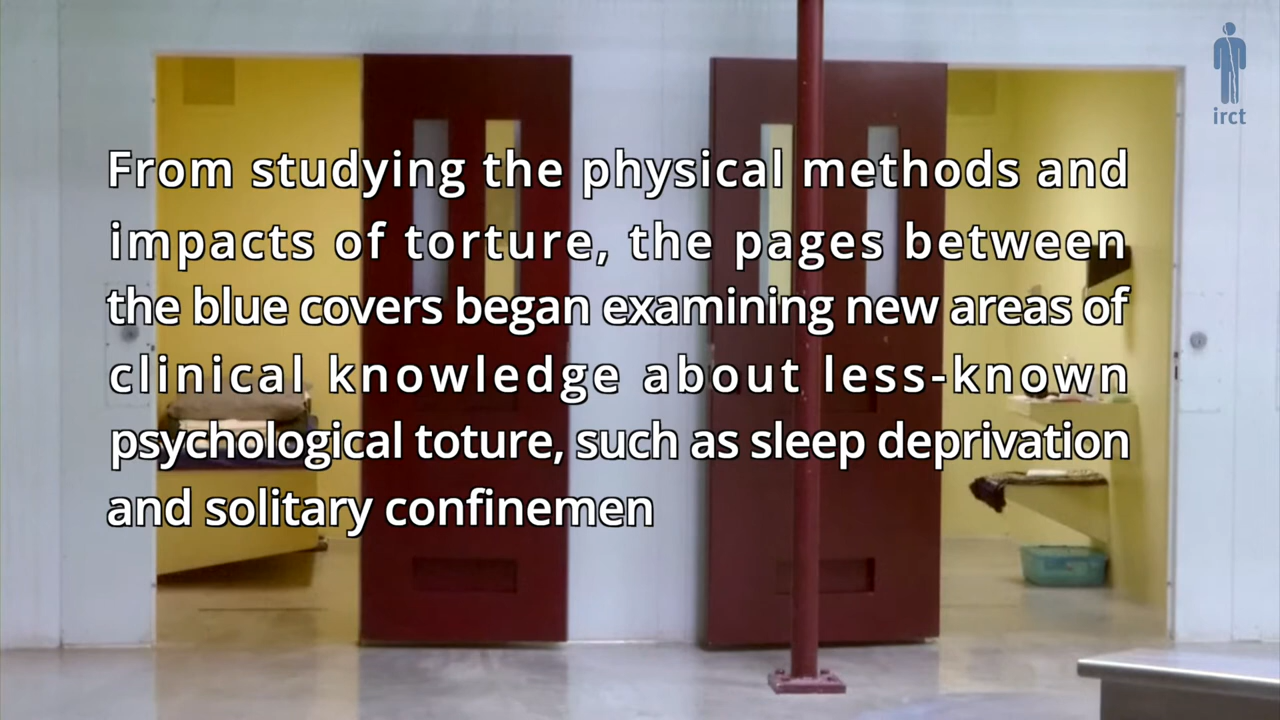 irct
From studying the physical methods and
impacts of torture, the pages between
the blue covers began examining new areas of
clinical knowledge about less-known
psychological toture, such as sleep deprivation
and solitary confinemen